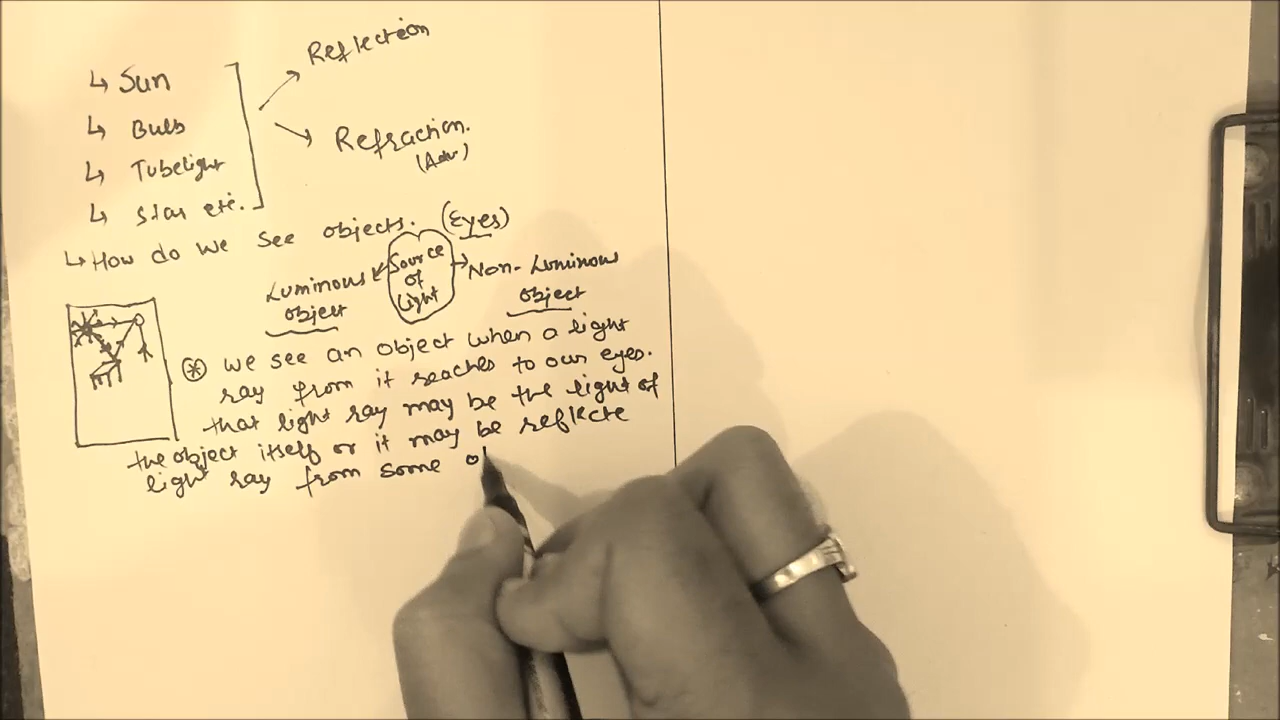 Reflection
↳ Sun
↳ Bulb
↳ Tubelight
↳ Star etc.
Refraction.
(Adv.)
↳ How do we see objects. (Eyes)
Source of Light
Luminous object
Non-Luminous object
⊛ we see an object when a light
ray from it reaches to our eyes.
that light ray may be the light of
the object itself or it may be reflecte
light ray from some o